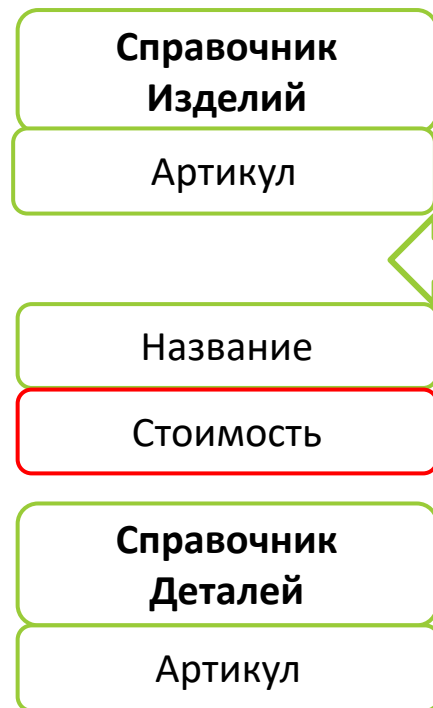 Справочник
Изделий
Артикул
Название
Стоимость
Справочник
Деталей
Артикул